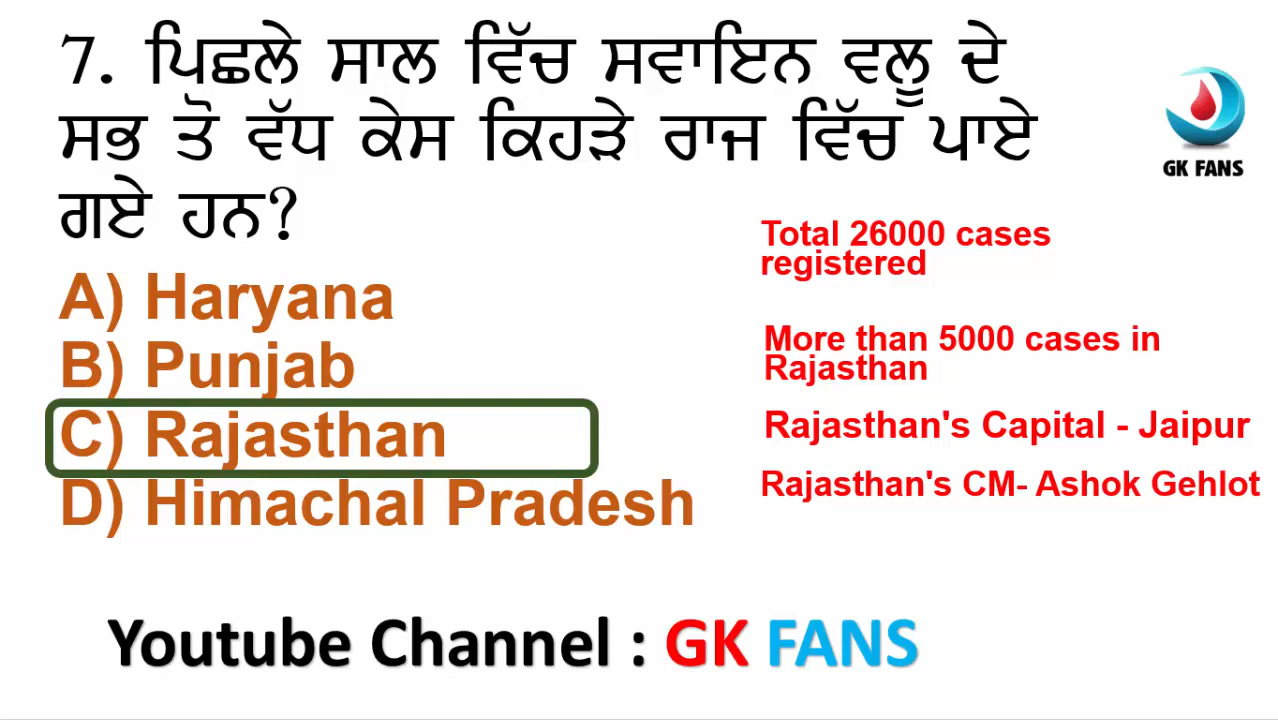 7. ਪਿਛਲੇ ਸਾਲ ਵਿੱਚ ਸਵਾਇਨ ਵਲੂ ਦੇ
ਸਭ ਤੋ ਵੱਧ ਕੇਸ ਕਿਹੜੇ ਰਾਜ ਵਿੱਚ ਪਾਏ
ਗਏ ਹਨ?
A) Haryana
B) Punjab
C) Rajasthan
D) Himachal Pradesh
GK FANS
Total 26000 cases
registered
More than 5000 cases in
Rajasthan
Rajasthan's Capital - Jaipur
Rajasthan's CM- Ashok Gehlot
Youtube Channel : GK FANS